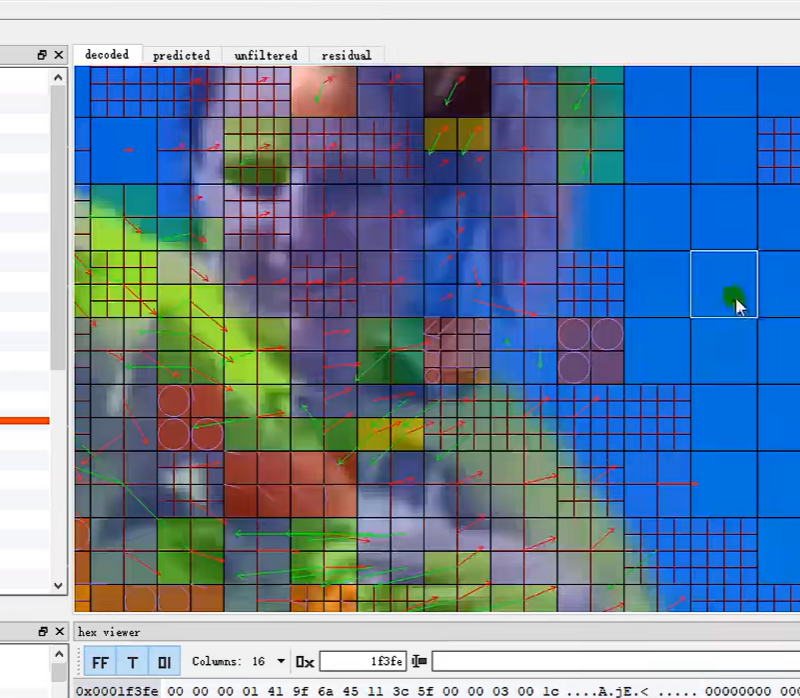 decoded predicted unfiltered residual
hex viewer
FF T 01 Columns: 16 0x 1f3fe
0x0001f3fe 00 00 00 01 41 9f 6a 45 11 3c 5f 00 00 03 00 1c ....A.jE.<_..... 00000000 000